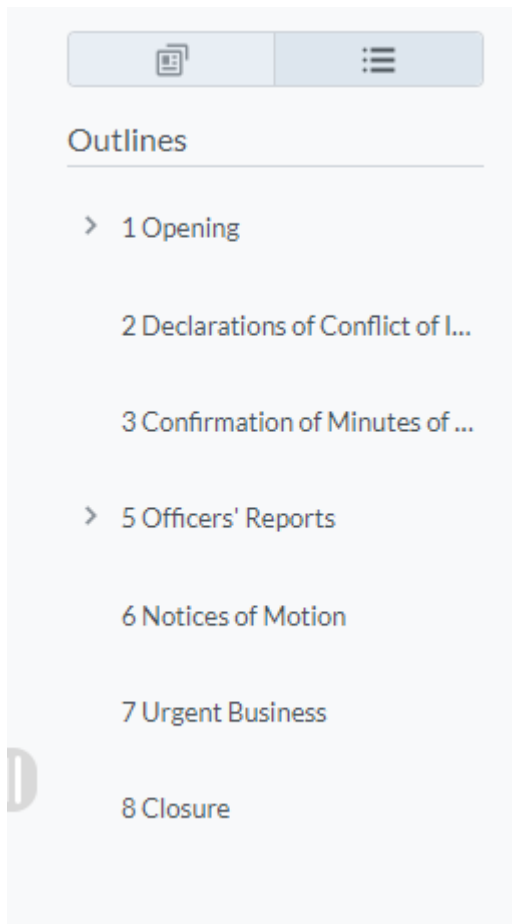 Outlines
1 Opening
2 Declarations of Conflict of I...
3 Confirmation of Minutes of ...
5 Officers' Reports
6 Notices of Motion
7 Urgent Business
8 Closure